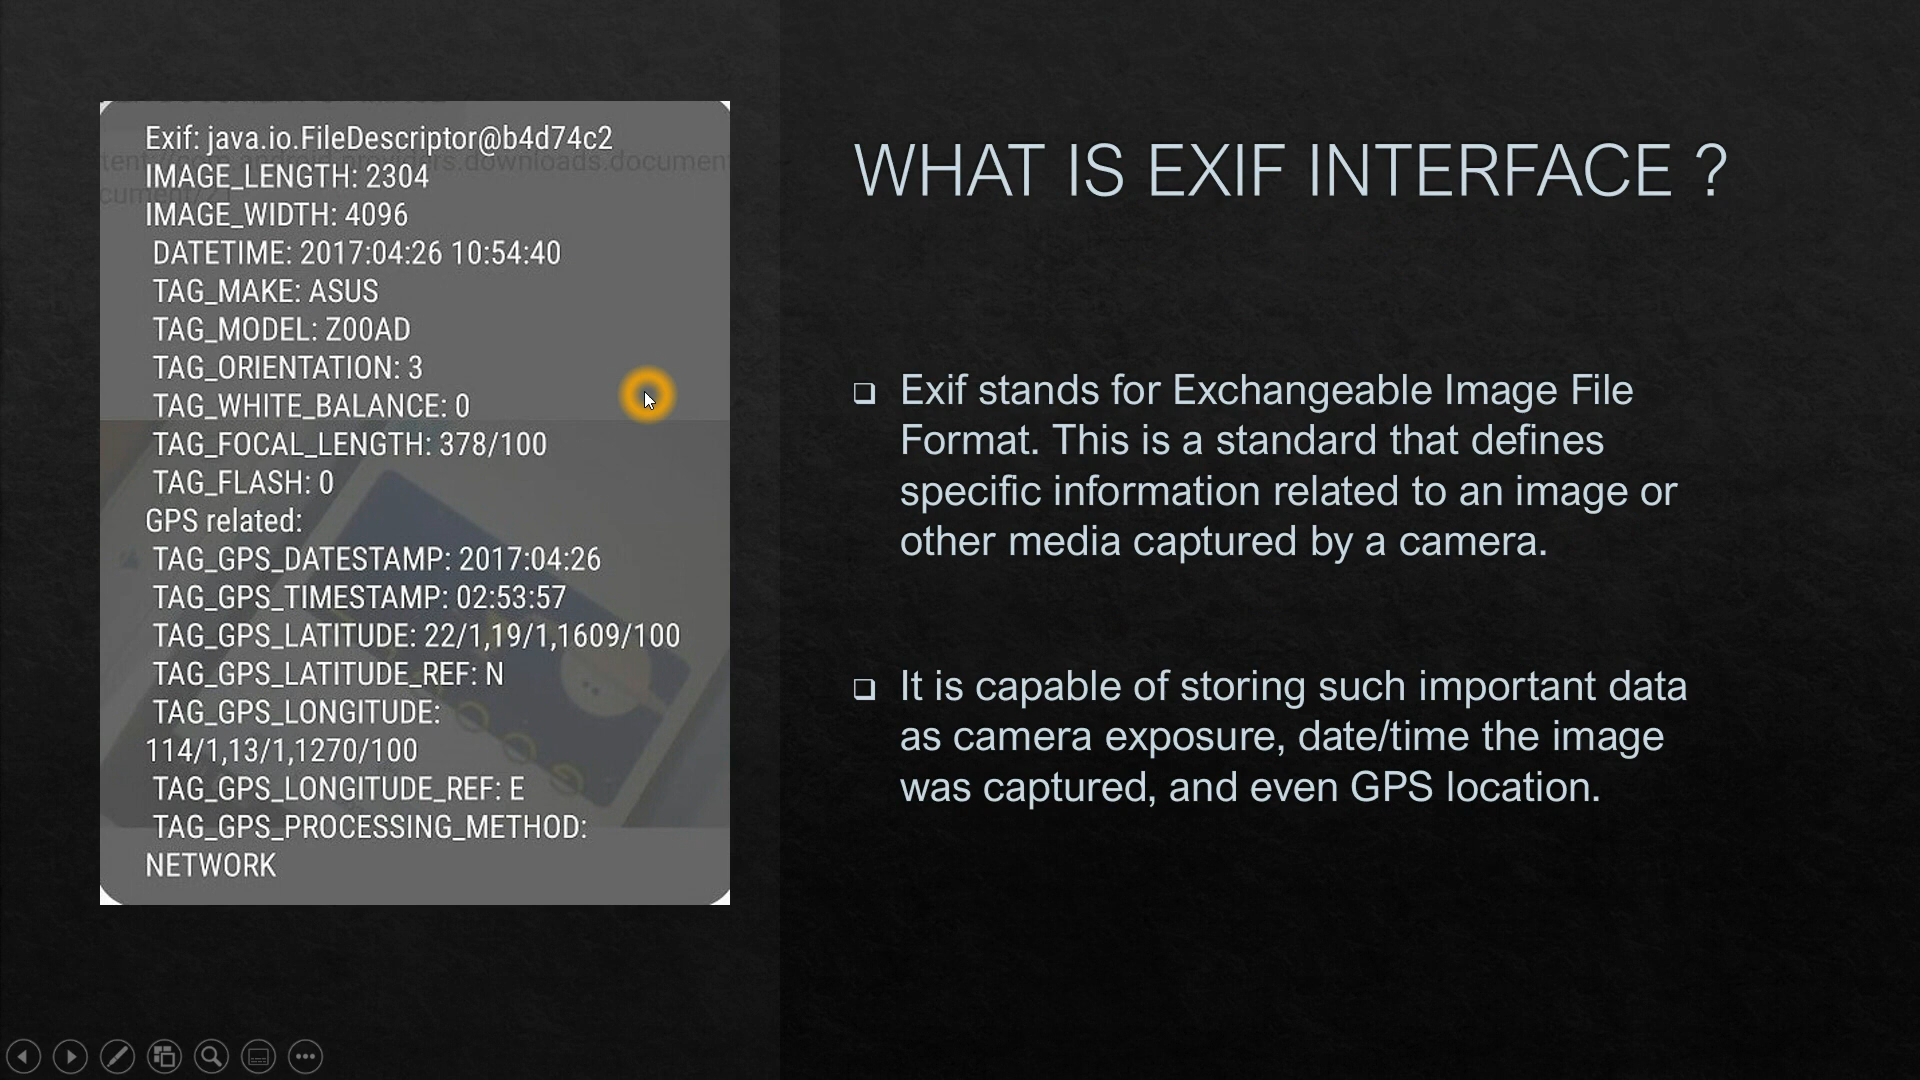 Exif: java.io.FileDescriptor@b4d74c2
IMAGE_LENGTH: 2304
IMAGE_WIDTH: 4096
DATETIME: 2017:04:26 10:54:40
TAG_MAKE: ASUS
TAG_MODEL: Z00AD
TAG_ORIENTATION: 3
TAG_WHITE_BALANCE: 0
TAG_FOCAL_LENGTH: 378/100
TAG_FLASH: 0
GPS related:
TAG_GPS_DATESTAMP: 2017:04:26
TAG_GPS_TIMESTAMP: 02:53:57
TAG_GPS_LATITUDE: 22/1,19/1,1609/100
TAG_GPS_LATITUDE_REF: N
TAG_GPS_LONGITUDE:
114/1,13/1,1270/100
TAG_GPS_LONGITUDE_REF: E
TAG_GPS_PROCESSING_METHOD:
NETWORK
WHAT IS EXIF INTERFACE ?
❑ Exif stands for Exchangeable Image File
Format. This is a standard that defines
specific information related to an image or
other media captured by a camera.
❑ It is capable of storing such important data
as camera exposure, date/time the image
was captured, and even GPS location.